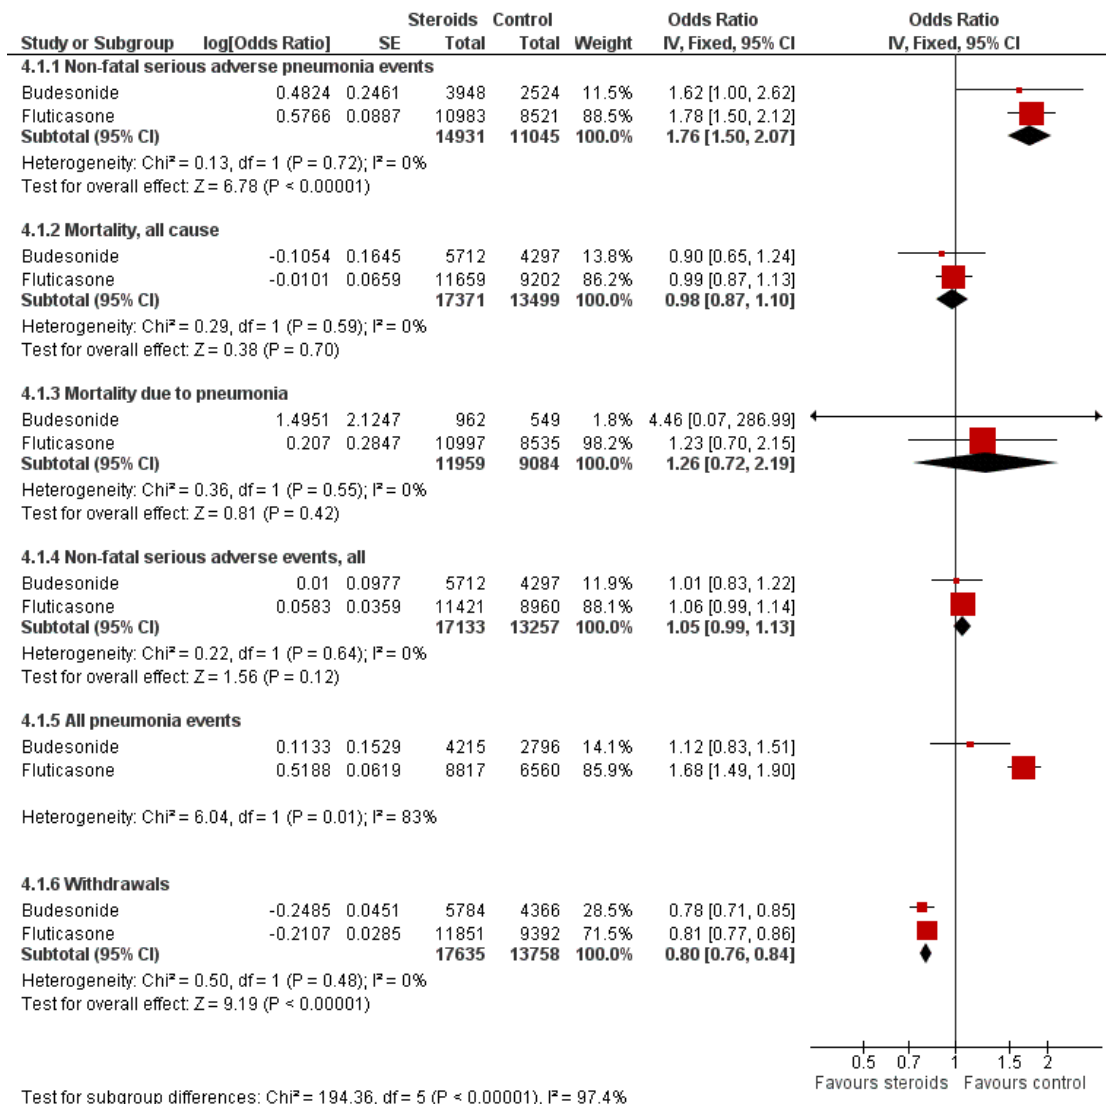 Steroids Control Odds Ratio Odds Ratio
Study or Subgroup log[Odds Ratio] SE Total Total Weight IV, Fixed, 95% CI IV, Fixed, 95% CI
4.1.1 Non-fatal serious adverse pneumonia events
Budesonide 0.4824 0.2461 3948 2524 11.5% 1.62 [1.00, 2.62]
Fluticasone 0.5766 0.0887 10983 8521 88.5% 1.78 [1.50, 2.12]
Subtotal (95% CI) 14931 11045 100.0% 1.76 [1.50, 2.07]
Heterogeneity: Chi² = 0.13, df = 1 (P = 0.72); I² = 0%
Test for overall effect: Z = 6.78 (P < 0.00001)
4.1.2 Mortality, all cause
Budesonide -0.1054 0.1645 5712 4297 13.8% 0.90 [0.65, 1.24]
Fluticasone -0.0101 0.0659 11659 9202 86.2% 0.99 [0.87, 1.13]
Subtotal (95% CI) 17371 13499 100.0% 0.98 [0.87, 1.10]
Heterogeneity: Chi² = 0.29, df = 1 (P = 0.59); I² = 0%
Test for overall effect: Z = 0.38 (P = 0.70)
4.1.3 Mortality due to pneumonia
Budesonide 1.4951 2.1247 962 549 1.8% 4.46 [0.07, 286.99]
Fluticasone 0.207 0.2847 10997 8535 98.2% 1.23 [0.70, 2.15]
Subtotal (95% CI) 11959 9084 100.0% 1.26 [0.72, 2.19]
Heterogeneity: Chi² = 0.36, df = 1 (P = 0.55); I² = 0%
Test for overall effect: Z = 0.81 (P = 0.42)
4.1.4 Non-fatal serious adverse events, all
Budesonide 0.01 0.0977 5712 4297 11.9% 1.01 [0.83, 1.22]
Fluticasone 0.0583 0.0359 11421 8960 88.1% 1.06 [0.99, 1.14]
Subtotal (95% CI) 17133 13257 100.0% 1.05 [0.99, 1.13]
Heterogeneity: Chi² = 0.22, df = 1 (P = 0.64); I² = 0%
Test for overall effect: Z = 1.56 (P = 0.12)
4.1.5 All pneumonia events
Budesonide 0.1133 0.1529 4215 2796 14.1% 1.12 [0.83, 1.51]
Fluticasone 0.5188 0.0619 8817 6560 85.9% 1.68 [1.49, 1.90]
Heterogeneity: Chi² = 6.04, df = 1 (P = 0.01); I² = 83%
4.1.6 Withdrawals
Budesonide -0.2485 0.0451 5784 4366 28.5% 0.78 [0.71, 0.85]
Fluticasone -0.2107 0.0285 11851 9392 71.5% 0.81 [0.77, 0.86]
Subtotal (95% CI) 17635 13758 100.0% 0.80 [0.76, 0.84]
Heterogeneity: Chi² = 0.50, df = 1 (P = 0.48); I² = 0%
Test for overall effect: Z = 9.19 (P < 0.00001)
0.5 0.7 1 1.5 2
Favours steroids Favours control
Test for subgroup differences: Chi² = 194.36, df = 5 (P < 0.00001), I² = 97.4%